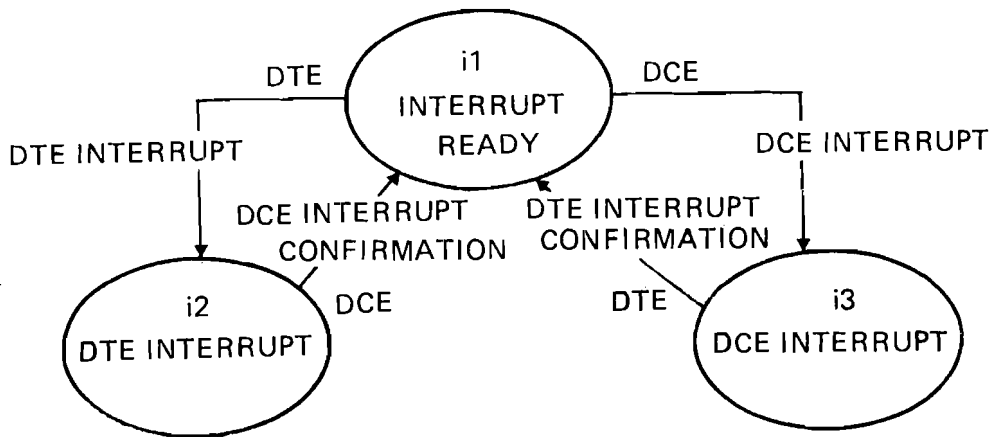 i1
INTERRUPT
READY
DTE
DCE
DTE INTERRUPT
DCE INTERRUPT
DCE INTERRUPT
CONFIRMATION
DTE INTERRUPT
CONFIRMATION
DCE
DTE
i2
DTE INTERRUPT
i3
DCE INTERRUPT